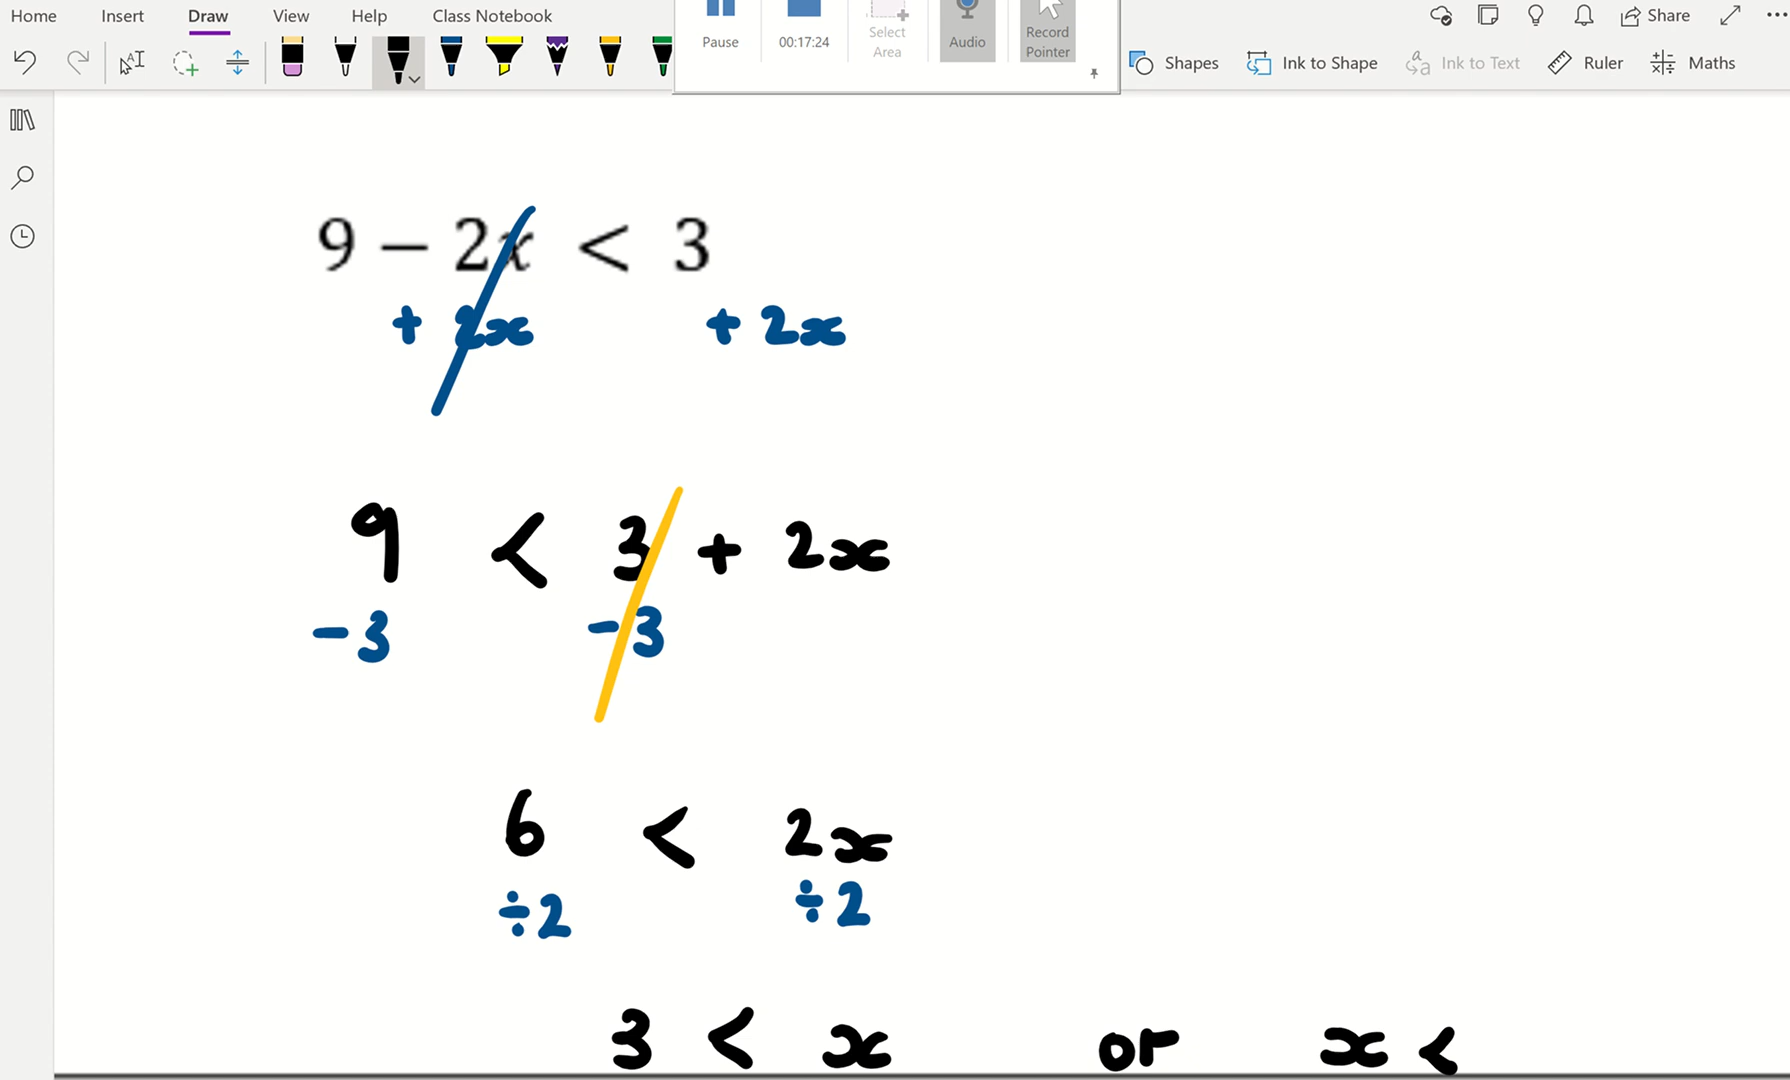 Home Insert Draw View Help Class Notebook Share
Pause 00:17:24 Select Area Audio Record Pointer
Shapes Ink to Shape Ink to Text Ruler Maths
9 − 2x < 3
+ 2x + 2x
9 < 3 + 2x
−3 −3
6 < 2x
÷2 ÷2
3 < x or x <